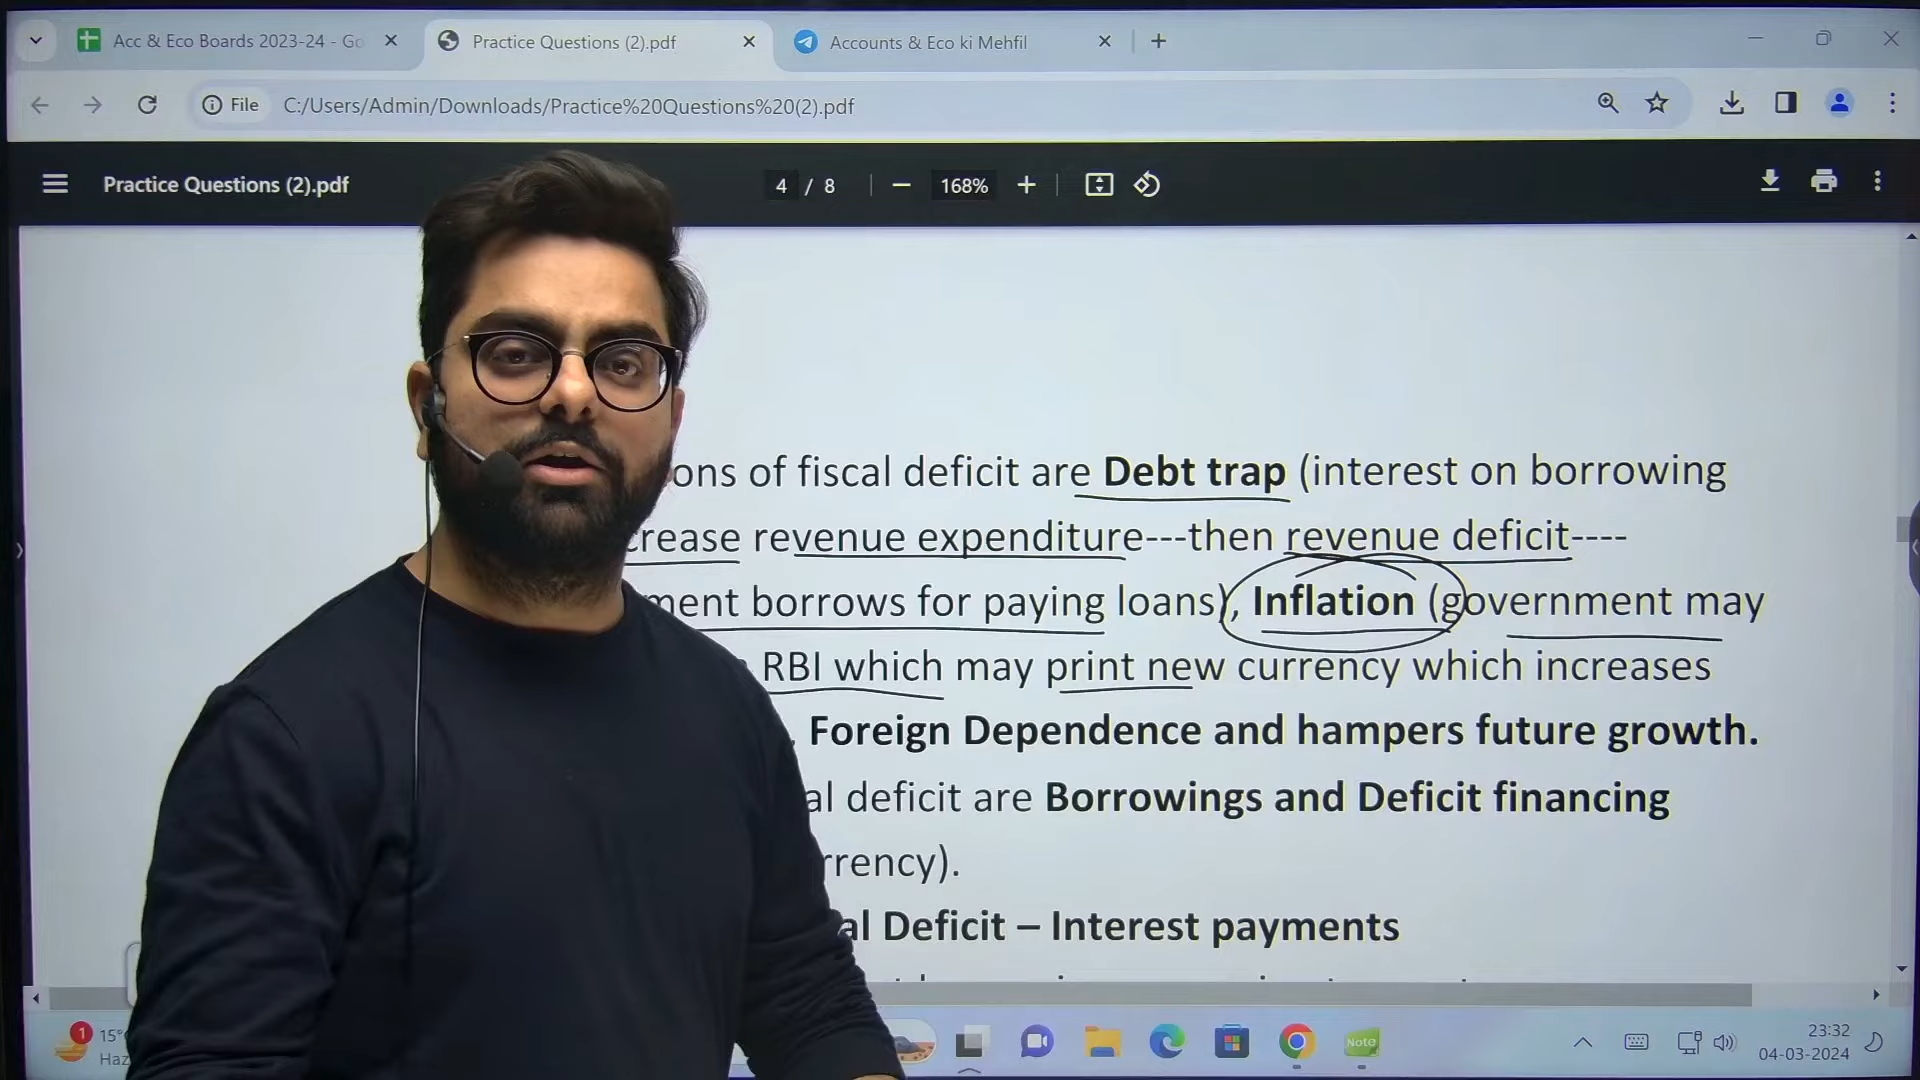 Acc & Eco Boards 2023-24 - Go
Practice Questions (2).pdf
Accounts & Eco ki Mehfil
File
C:/Users/Admin/Downloads/Practice%20Questions%20(2).pdf
Practice Questions (2).pdf
4 / 8
168%
ons of fiscal deficit are Debt trap (interest on borrowing
crease revenue expenditure---then revenue deficit----
ment borrows for paying loans), Inflation (government may
RBI which may print new currency which increases
, Foreign Dependence and hampers future growth.
al deficit are Borrowings and Deficit financing
rrency).
al Deficit – Interest payments
1
15°
Haz
Note
23:32
04-03-2024